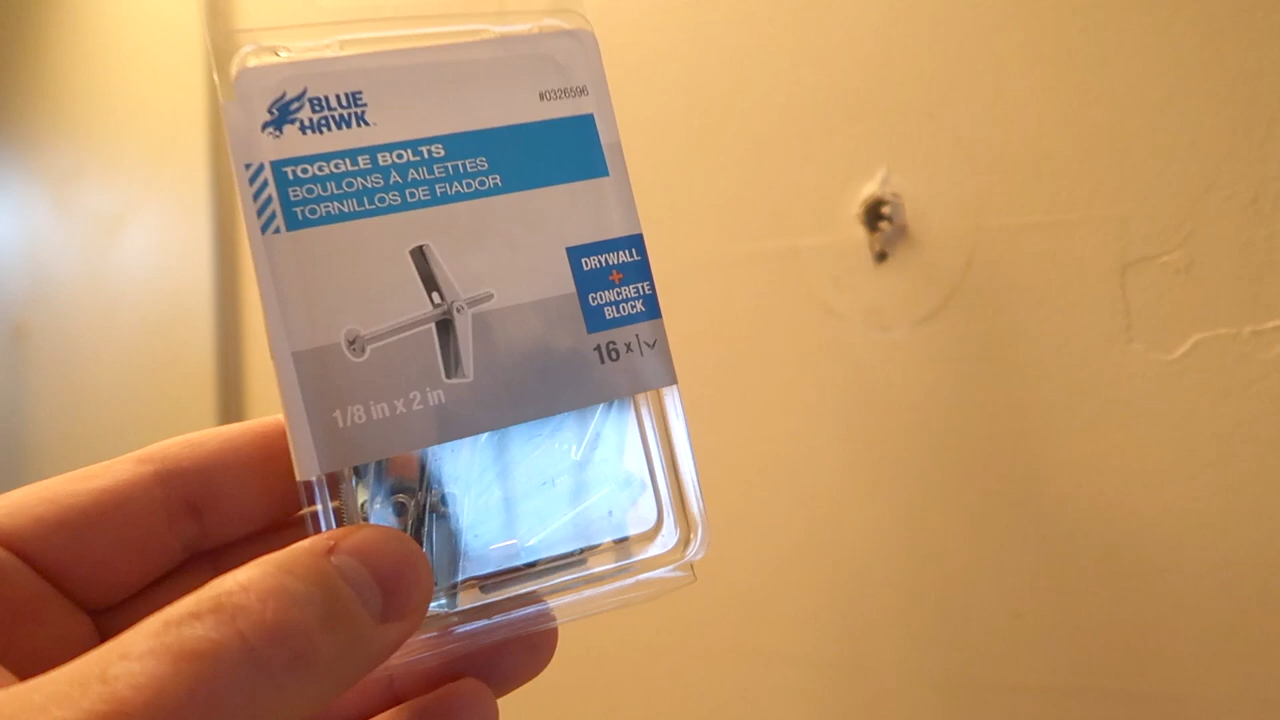 BLUE
HAWK
#0326596
TOGGLE BOLTS
BOULONS À AILETTES
TORNILLOS DE FIADOR
DRYWALL
+
CONCRETE
BLOCK
16 x
1/8 in x 2 in